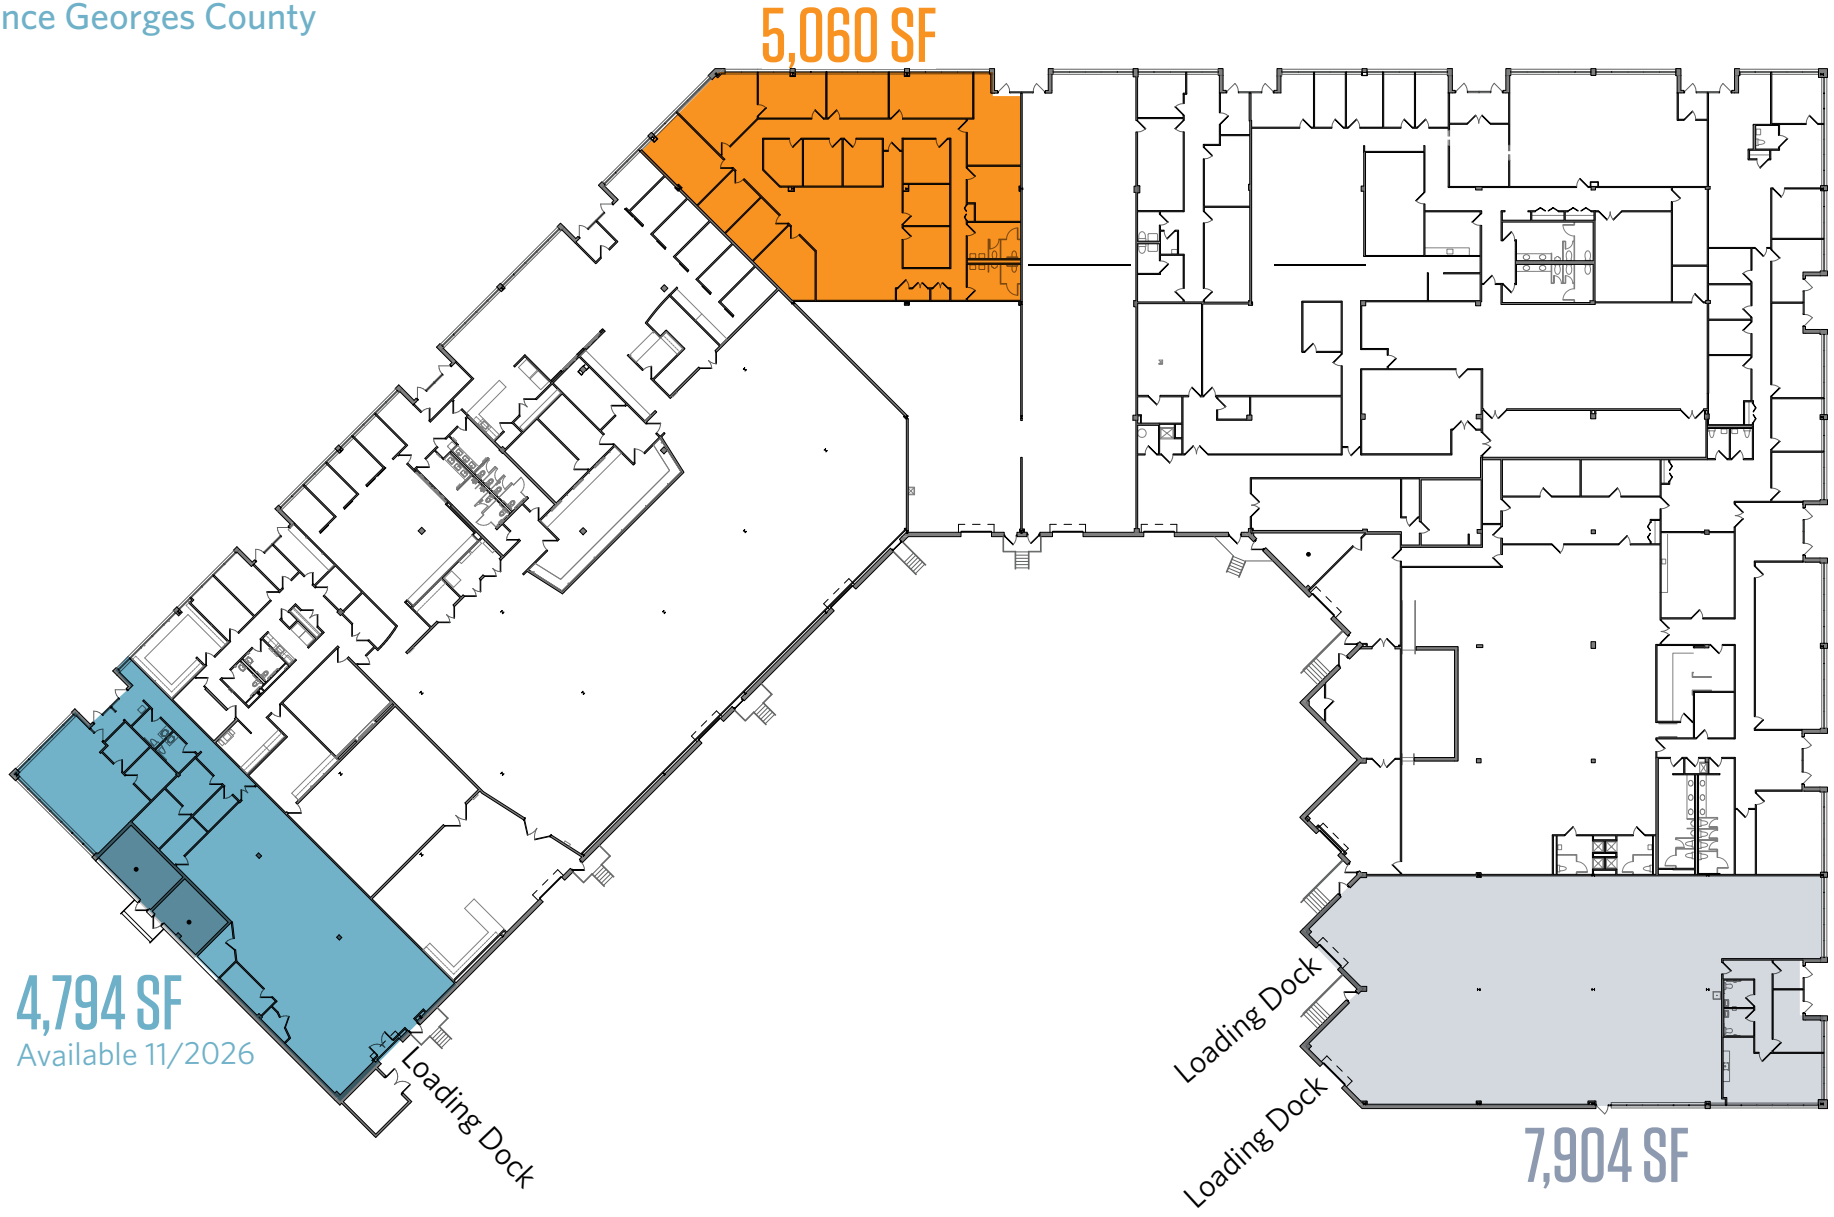 nce Georges County
5,060 SF
4,794 SF
Available 11/2026
Loading Dock
Loading Dock
Loading Dock
7,904 SF